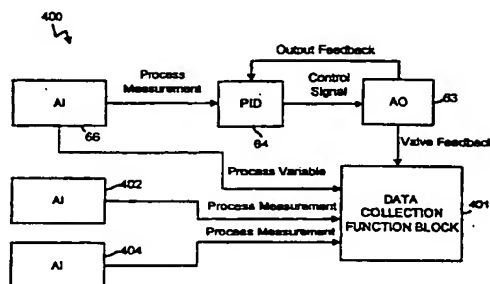 400
Output Feedback
Process
Measurement
Control
Signal
AI
PID
AO
66
64
63
Valve Feedback
Process Variable
AI
402
Process Measurement
DATA
COLLECTION
FUNCTION BLOCK
401
Process Measurement
AI
404